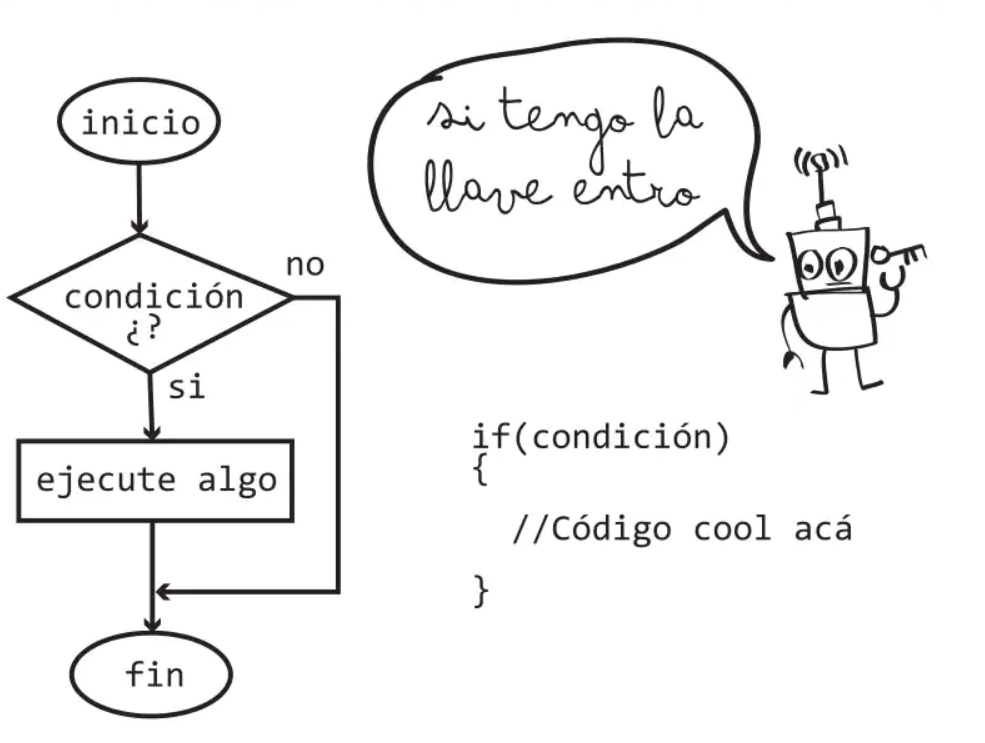 inicio
condición
¿?
no
si
ejecute algo
fin
si tengo la
llave entro
if(condición)
{
//Código cool acá
}